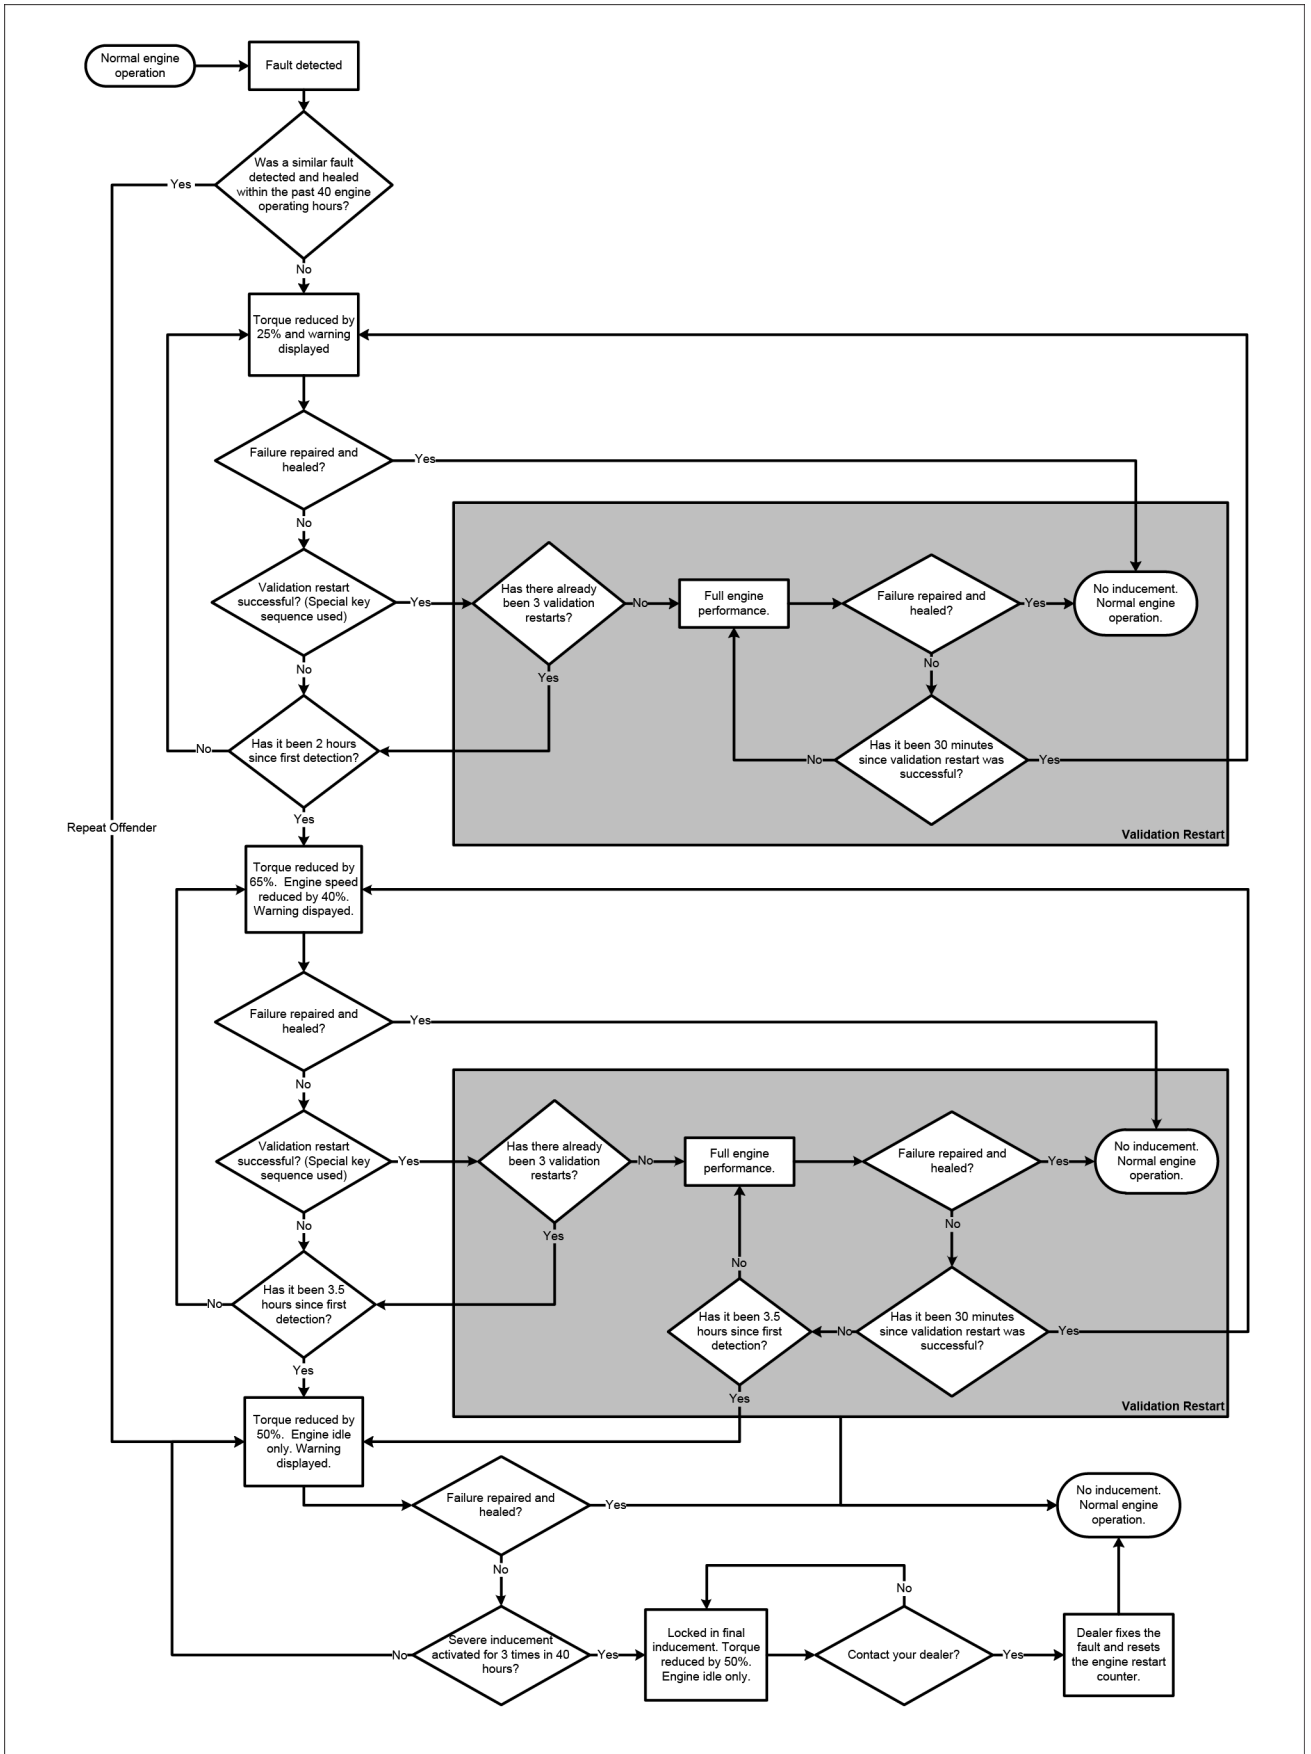 Normal engine
operation
Fault detected
Was a similar fault
detected and healed
within the past 40 engine
operating hours?
Yes
No
Torque reduced by
25% and warning
displayed
Failure repaired and
healed?
Yes
No
Validation restart
successful? (Special key
sequence used)
Yes
Has there already
been 3 validation
restarts?
No
Full engine
performance.
Failure repaired and
healed?
Yes
No inducement.
Normal engine
operation.
No
No
Yes
Has it been 2 hours
since first detection?
No
Has it been 30 minutes
since validation restart was
successful?
No
Yes
Yes
Repeat Offender
Validation Restart
Torque reduced by
65%. Engine speed
reduced by 40%.
Warning dispayed.
Failure repaired and
healed?
Yes
No
Validation restart
successful? (Special key
sequence used)
Yes
Has there already
been 3 validation
restarts?
No
Full engine
performance.
Failure repaired and
healed?
Yes
No inducement.
Normal engine
operation.
No
No
Yes
No
Has it been 3.5
hours since first
detection?
No
Has it been 3.5
hours since first
detection?
No
Has it been 30 minutes
since validation restart was
successful?
Yes
Yes
Yes
Validation Restart
Torque reduced by
50%. Engine idle
only. Warning
displayed.
Failure repaired and
healed?
Yes
No inducement.
Normal engine
operation.
No
No
Severe inducement
activated for 3 times in 40
hours?
No
Yes
Locked in final
inducement. Torque
reduced by 50%.
Engine idle only.
Contact your dealer?
Yes
Dealer fixes the
fault and resets
the engine restart
counter.